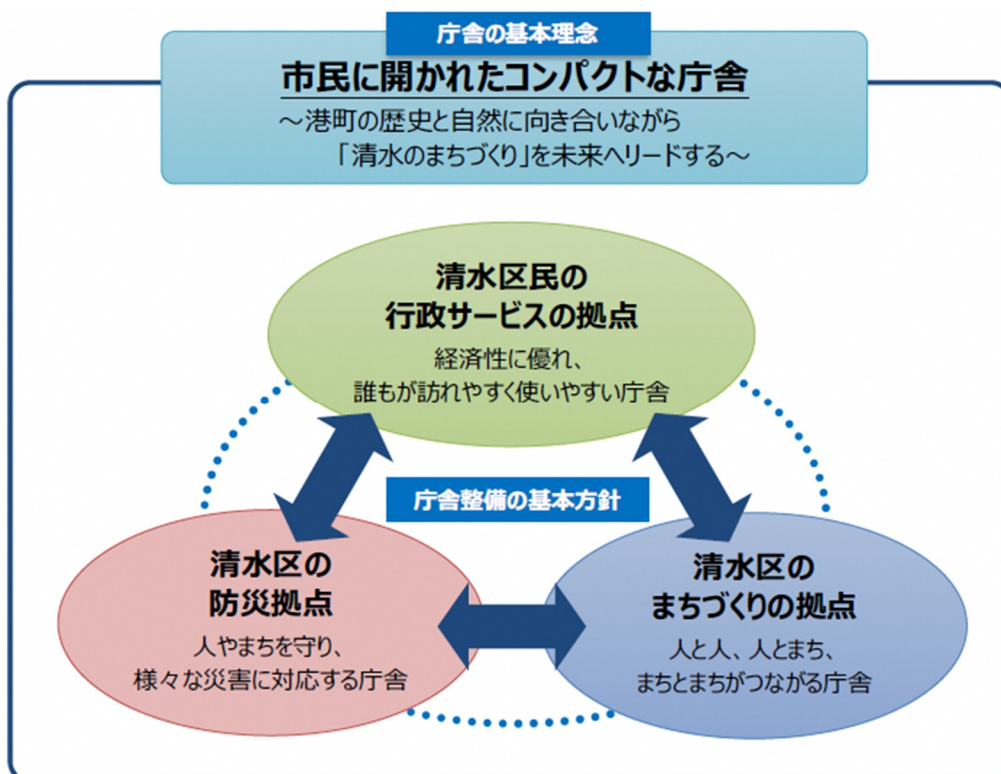 庁舎の基本理念
市民に開かれたコンパクトな庁舎
～港町の歴史と自然に向き合いながら
「清水のまちづくり」を未来へリードする～
清水区民の
行政サービスの拠点
経済性に優れ、
誰もが訪れやすく使いやすい庁舎
庁舎整備の基本方針
清水区の
防災拠点
人やまちを守り、
様々な災害に対応する庁舎
清水区の
まちづくりの拠点
人と人、人とまち、
まちとまちがつながる庁舎